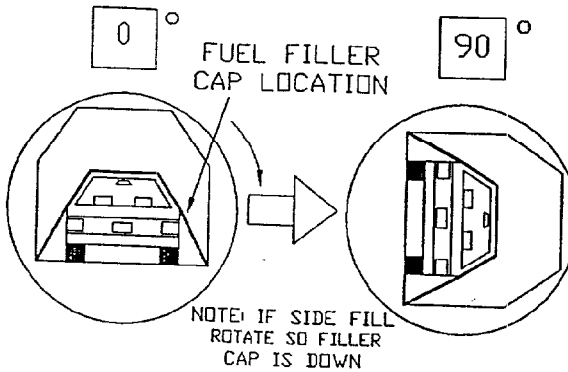 0 °
90 °
FUEL FILLER
CAP LOCATION
NOTE: IF SIDE FILL
ROTATE SO FILLER
CAP IS DOWN